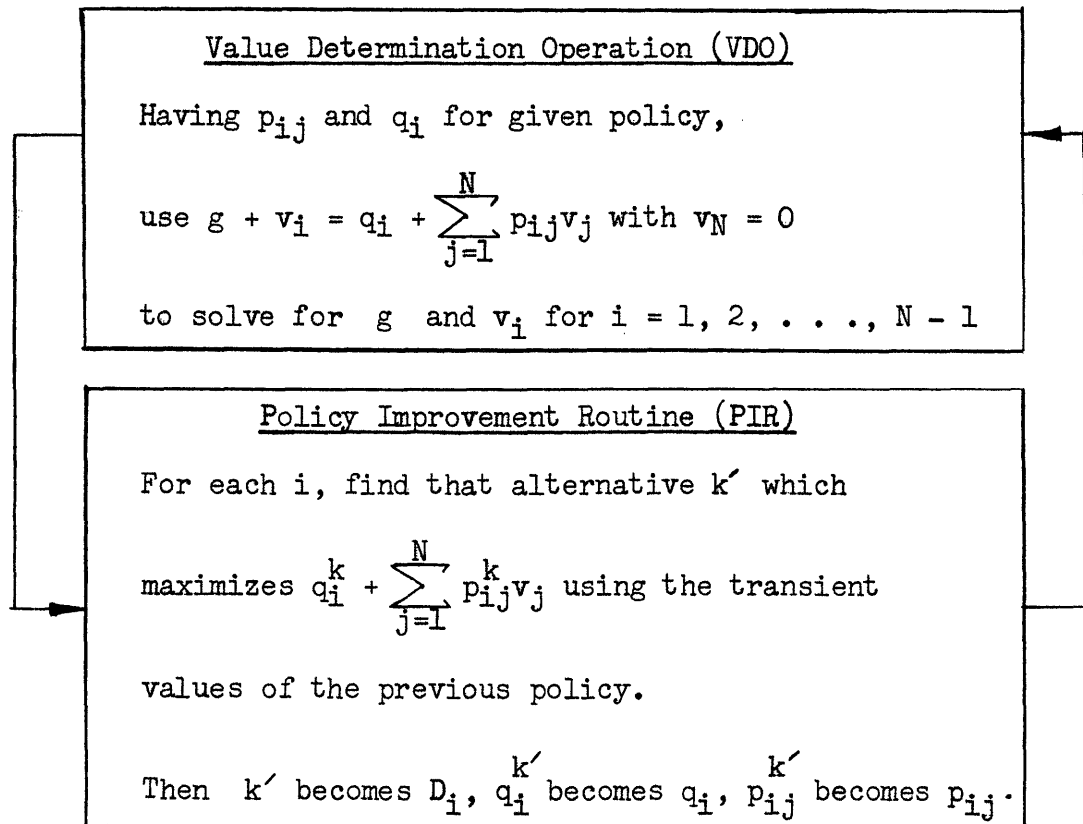 Value Determination Operation (VDO)
Having p_ij and q_i for given policy,
use g + v_i = q_i + \sum_{j=1}^{N} p_ij v_j with v_N = 0
to solve for g and v_i for i = 1, 2, . . ., N - 1
Policy Improvement Routine (PIR)
For each i, find that alternative k′ which
maximizes q_i^k + \sum_{j=1}^{N} p_ij^k v_j using the transient
values of the previous policy.
Then k′ becomes D_i, q_i^k′ becomes q_i, p_ij^k′ becomes p_ij.